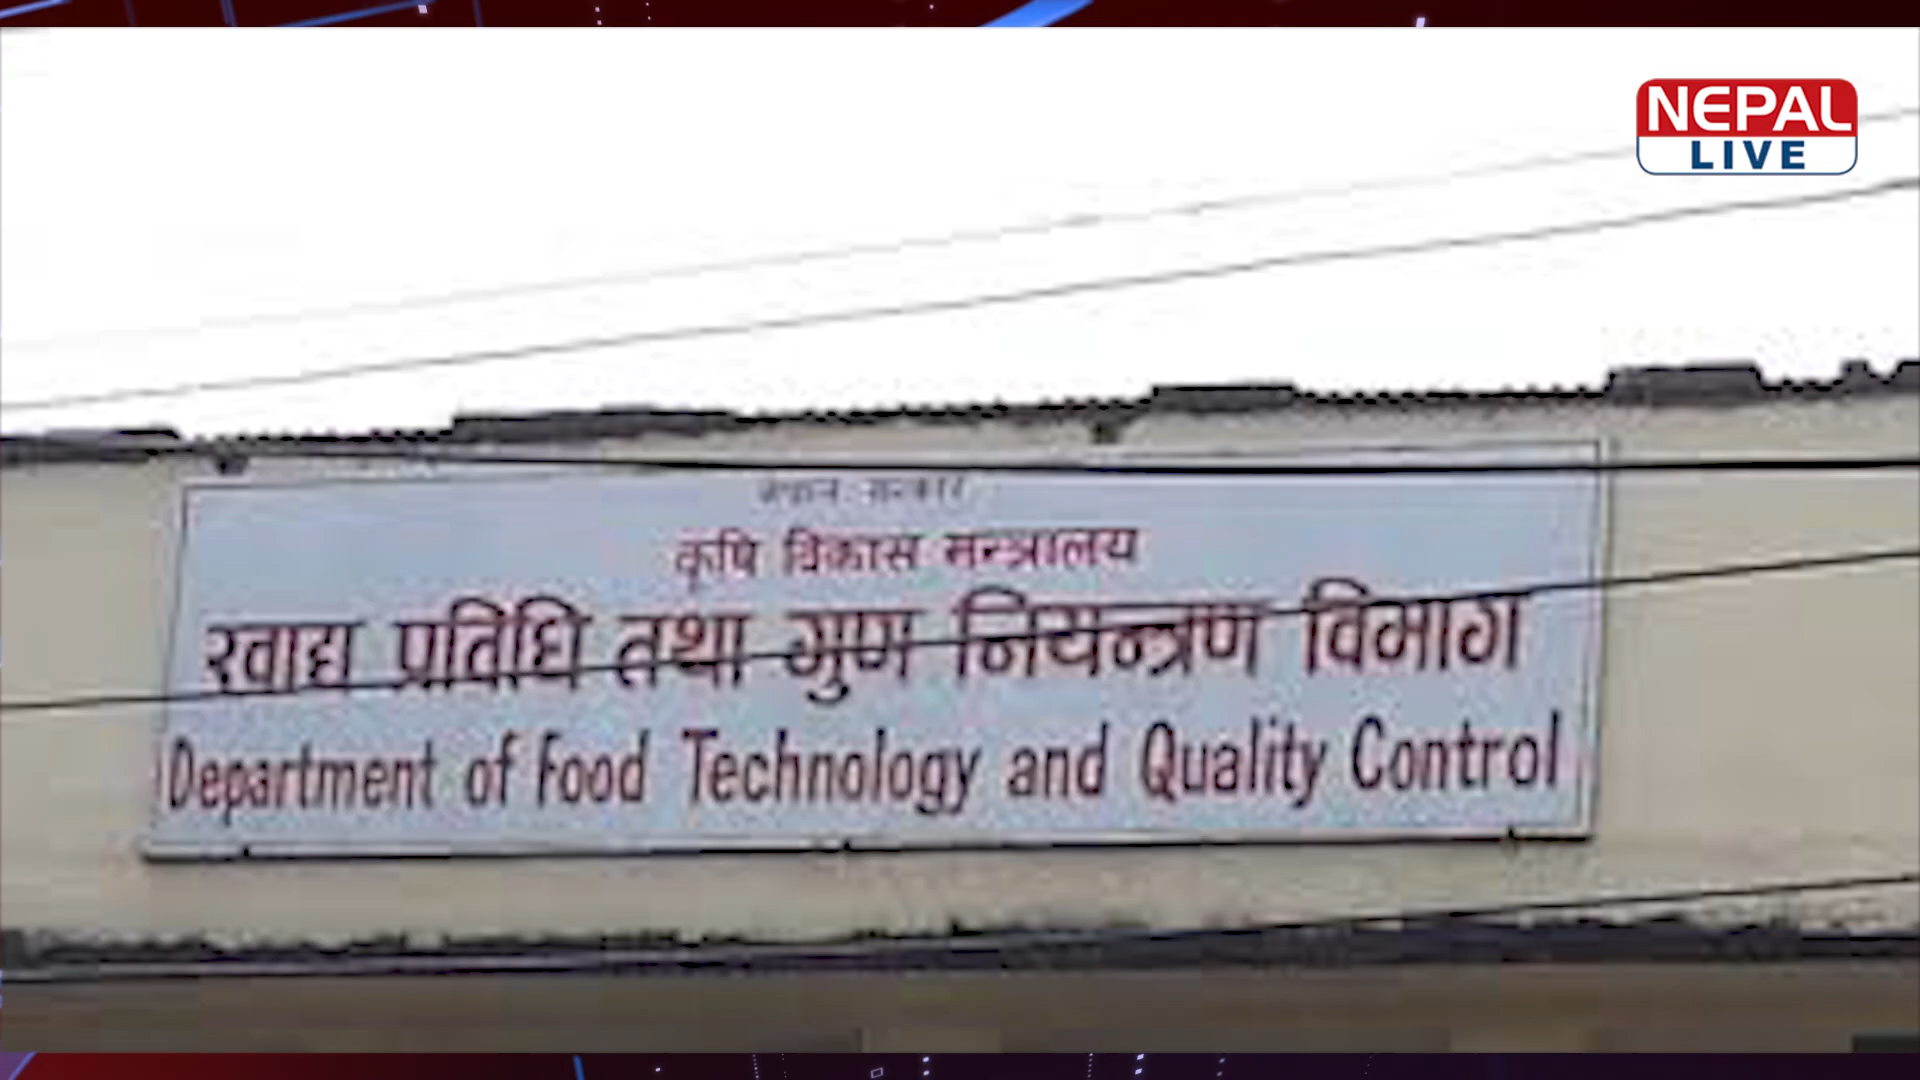 NEPAL
LIVE
नेपाल सरकार
कृषि विकास मन्त्रालय
खाद्य प्रविधि तथा गुण नियन्त्रण विभाग
Department of Food Technology and Quality Control